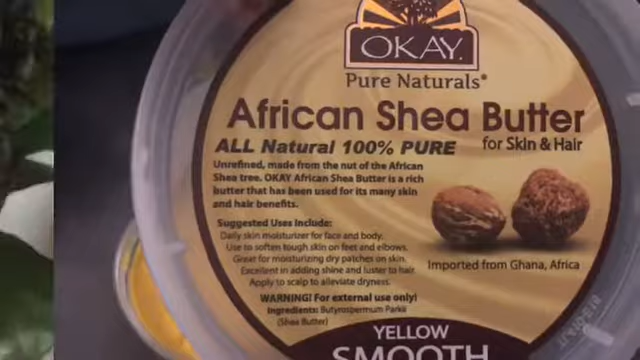 OKAY.
Pure Naturals®
African Shea Butter
ALL Natural 100% PURE for Skin & Hair
Unrefined, made from the nut of the African
Shea tree. OKAY African Shea Butter is a rich
butter that has been used for its many skin
and hair benefits.
Suggested Uses Include:
Daily skin moisturizer for face and body.
Use to soften tough skin on feet and elbows.
Great for moisturizing dry patches on skin.
Excellent in adding shine and luster to hair.
Apply to scalp to alleviate dryness.
Imported from Ghana, Africa
WARNING! For external use only!
Ingredients: Butyrospermum Parkii
(Shea Butter)
YELLOW
SMOOTH